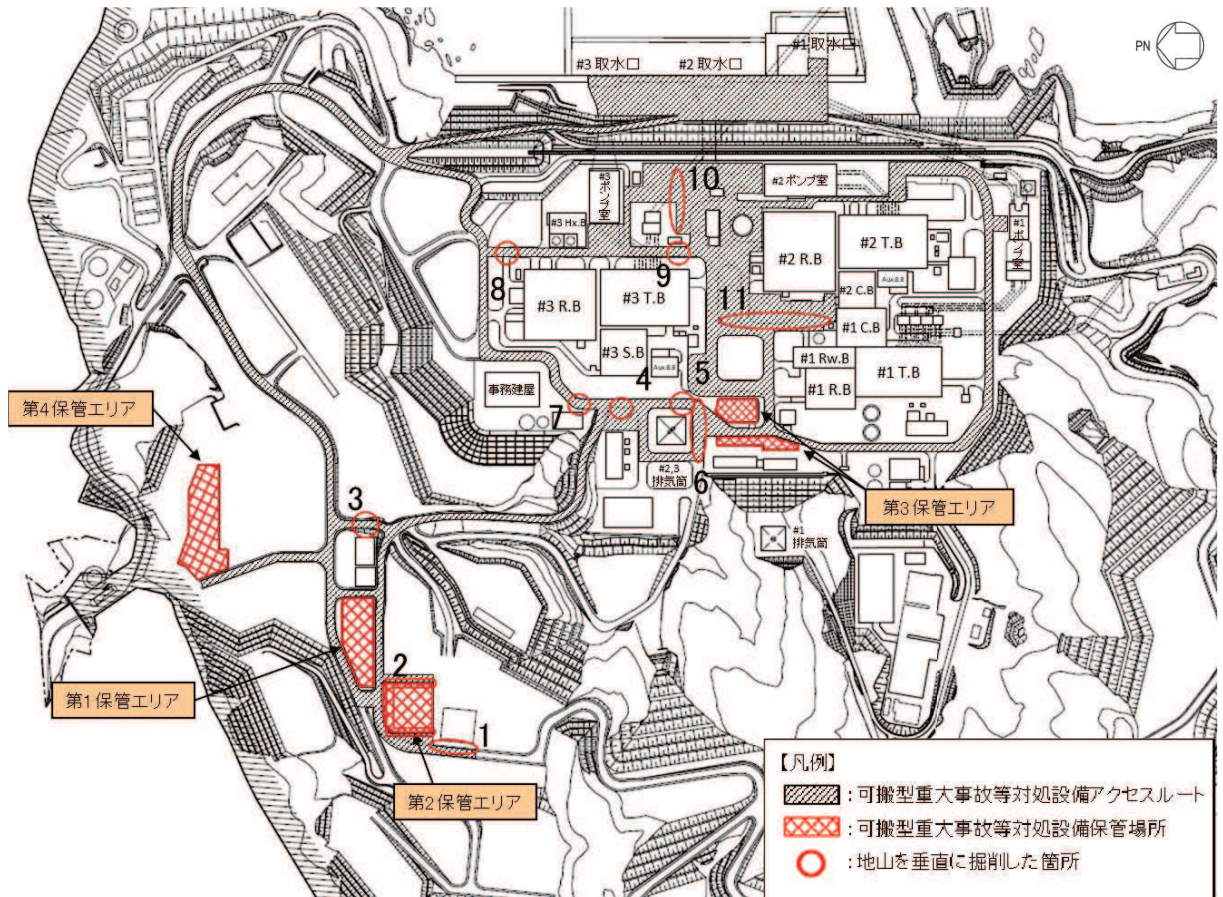 #1 取水口
#3 取水口
#2 取水口
PN
#3
ポンプ室
10
#2 ポンプ室
#3 Hx.B
#1
ポンプ室
8
9
#2 R.B
#2 T.B
#3 R.B
#3 T.B
11
#2 C.B
Aux.B.B
#1 C.B
#3 S.B
#1 Rw.B
#1 T.B
#1 R.B
4
Aux.B.B
5
事務建屋
7
第4保管エリア
#2,3
排気筒
6
第3保管エリア
3
#1
排気筒
第1保管エリア
2
1
第2保管エリア
【凡例】
:可搬型重大事故等対処設備アクセスルート
:可搬型重大事故等対処設備保管場所
:地山を垂直に掘削した箇所